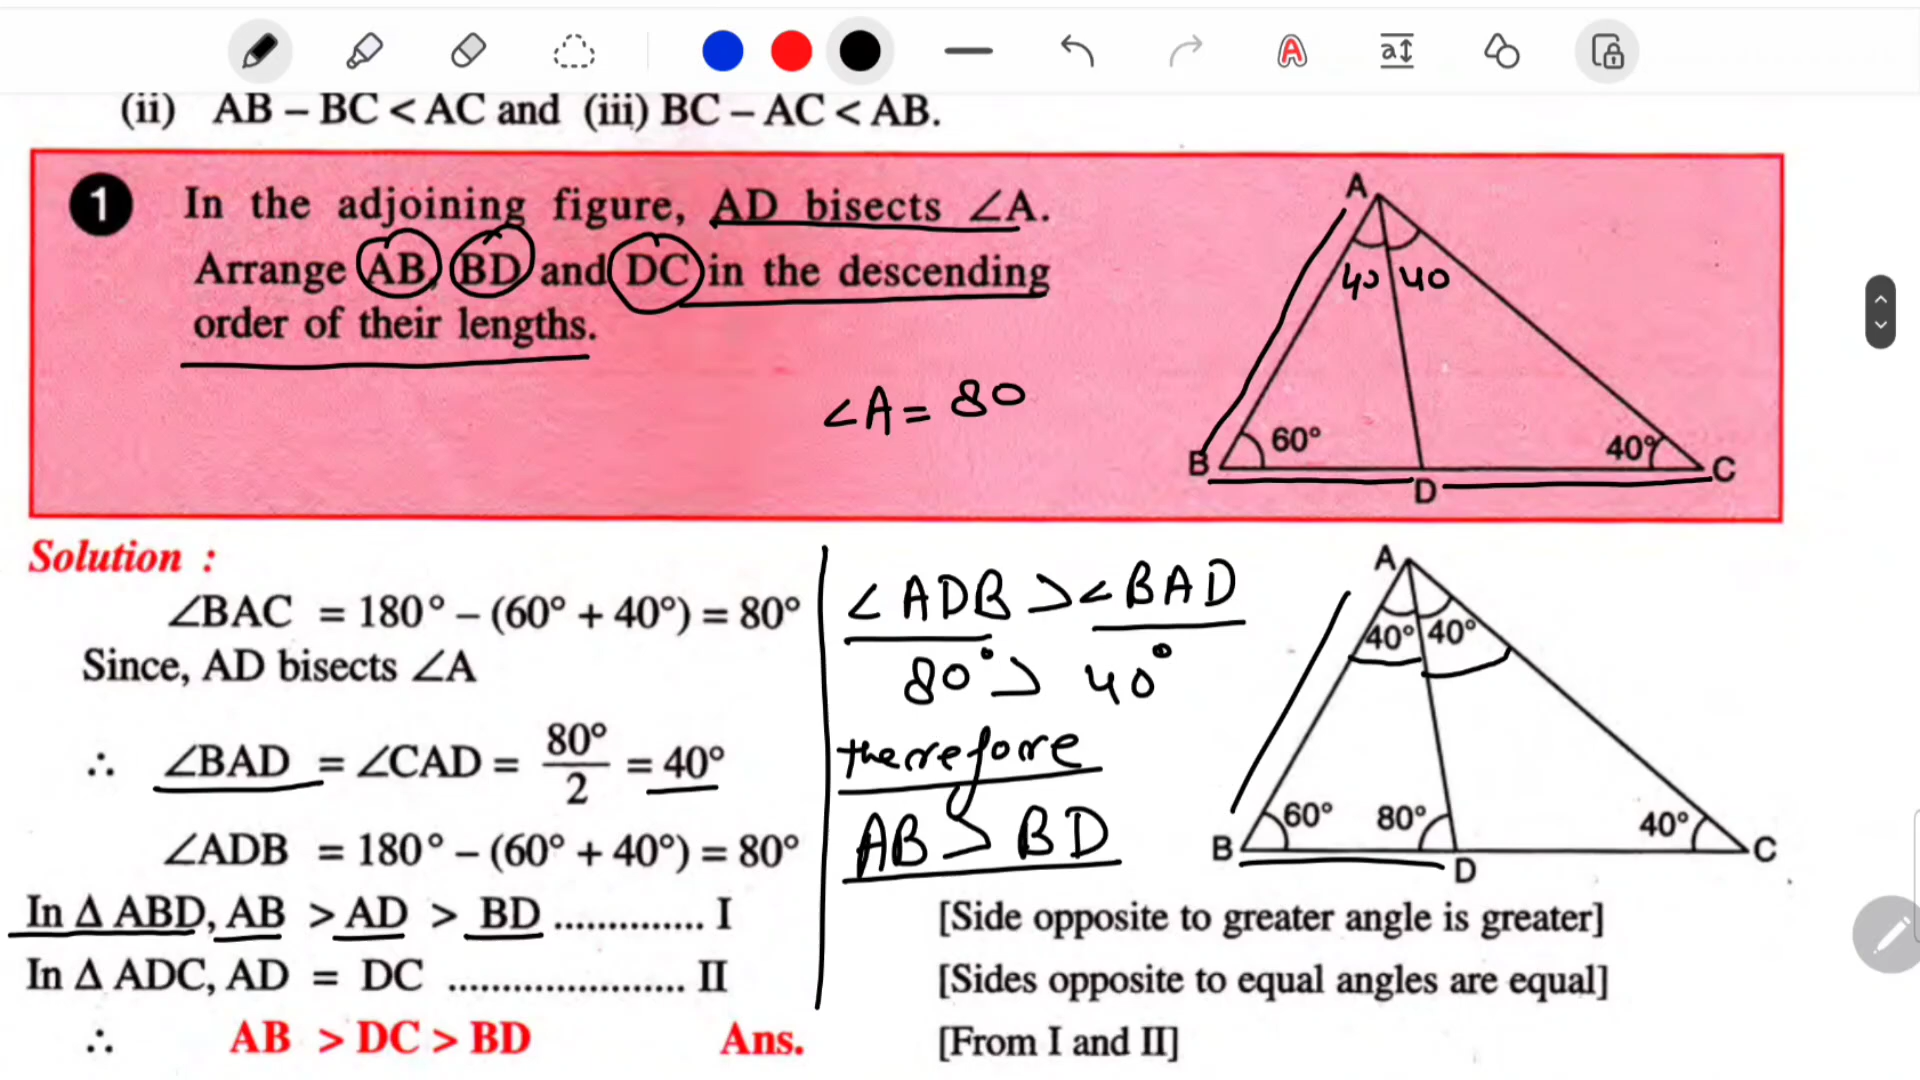 (ii) AB – BC < AC and (iii) BC – AC < AB.
1 In the adjoining figure, AD bisects ∠A.
Arrange AB, BD and DC in the descending
order of their lengths.
∠A = 80
A
40 40
60°
40°
B
D
C
Solution :
∠BAC = 180° – (60° + 40°) = 80°
Since, AD bisects ∠A
∴ ∠BAD = ∠CAD = 80°/2 = 40°
∠ADB = 180° – (60° + 40°) = 80°
∠ADB > ∠BAD
80° > 40°
therefore
AB > BD
A
40° 40°
60° 80° 40°
B
D
C
In Δ ABD, AB > AD > BD .............. I [Side opposite to greater angle is greater]
In Δ ADC, AD = DC ...................... II [Sides opposite to equal angles are equal]
∴ AB > DC > BD Ans. [From I and II]